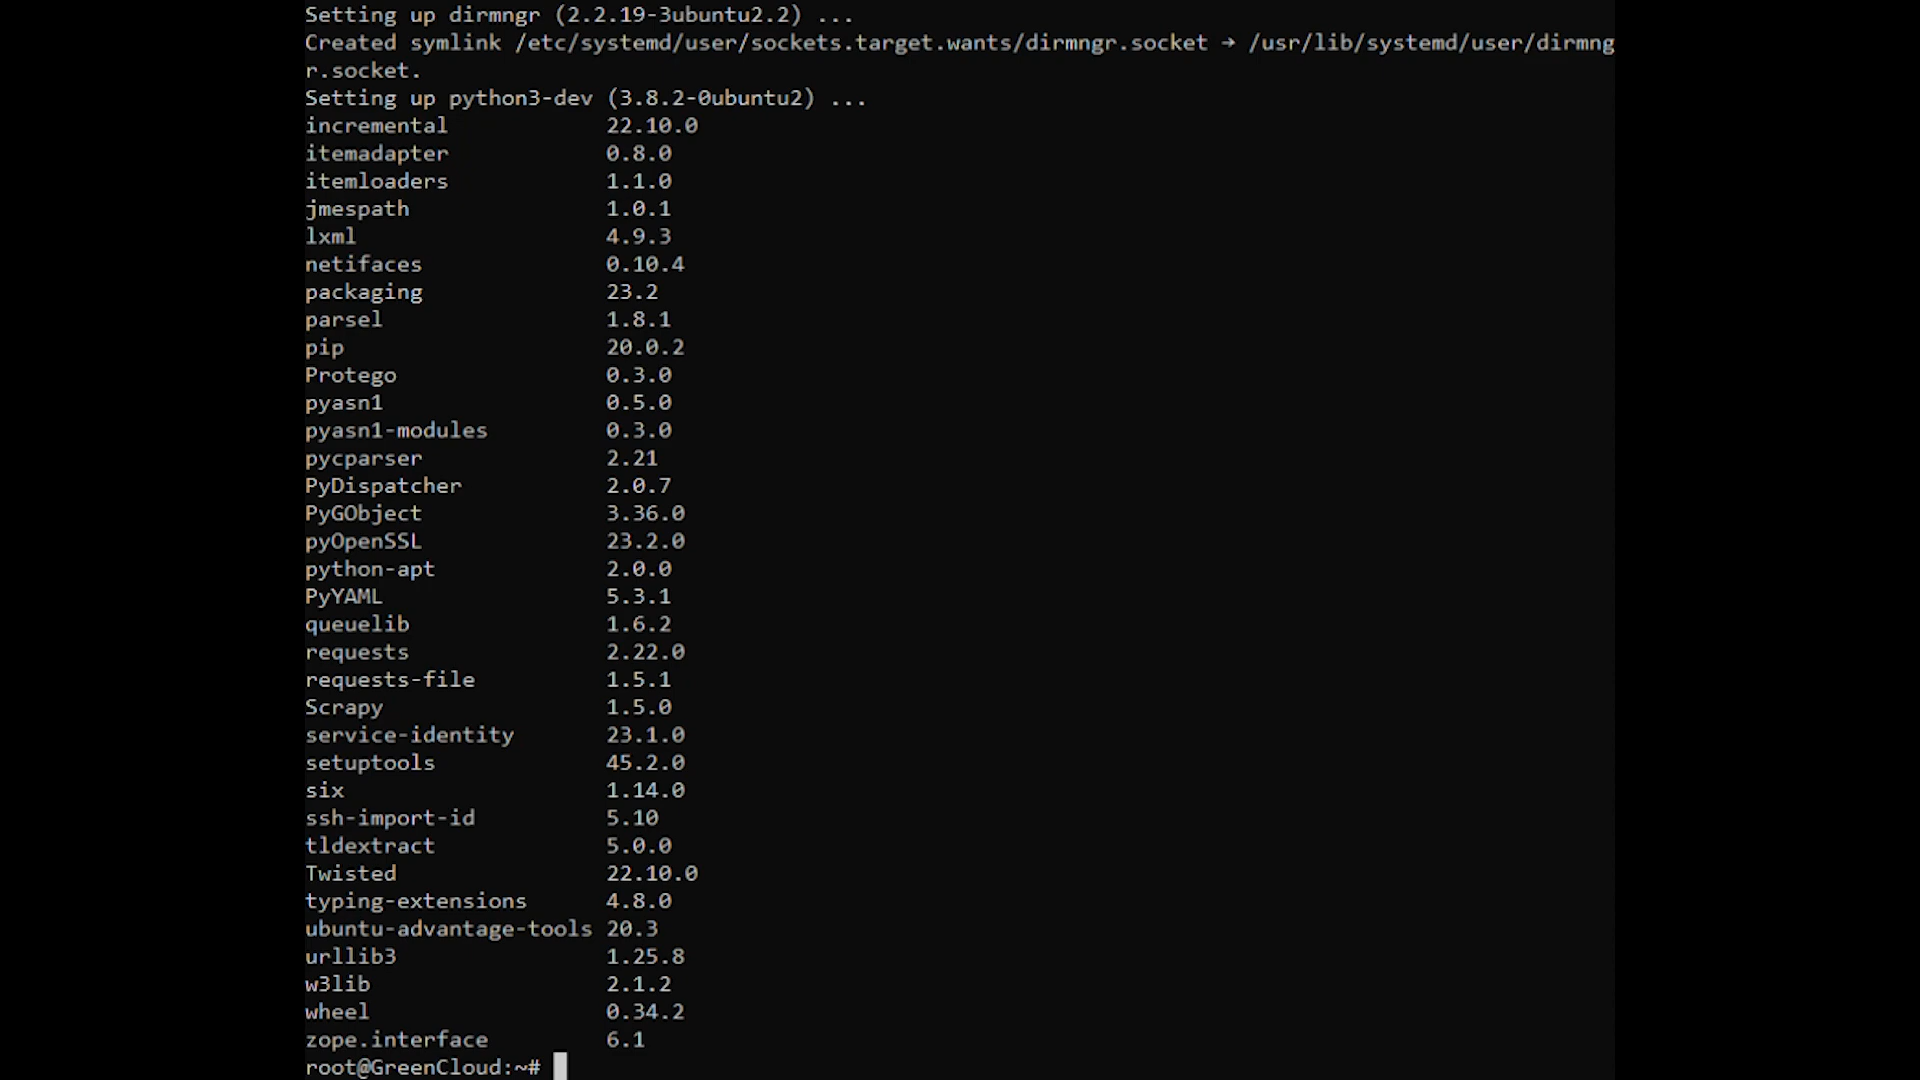 Setting up dirmngr (2.2.19-3ubuntu2.2) ...
Created symlink /etc/systemd/user/sockets.target.wants/dirmngr.socket → /usr/lib/systemd/user/dirmng
r.socket.
Setting up python3-dev (3.8.2-0ubuntu2) ...
incremental 22.10.0
itemadapter 0.8.0
itemloaders 1.1.0
jmespath 1.0.1
lxml 4.9.3
netifaces 0.10.4
packaging 23.2
parsel 1.8.1
pip 20.0.2
Protego 0.3.0
pyasn1 0.5.0
pyasn1-modules 0.3.0
pycparser 2.21
PyDispatcher 2.0.7
PyGObject 3.36.0
pyOpenSSL 23.2.0
python-apt 2.0.0
PyYAML 5.3.1
queuelib 1.6.2
requests 2.22.0
requests-file 1.5.1
Scrapy 1.5.0
service-identity 23.1.0
setuptools 45.2.0
six 1.14.0
ssh-import-id 5.10
tldextract 5.0.0
Twisted 22.10.0
typing-extensions 4.8.0
ubuntu-advantage-tools 20.3
urllib3 1.25.8
w3lib 2.1.2
wheel 0.34.2
zope.interface 6.1
root@GreenCloud:~#